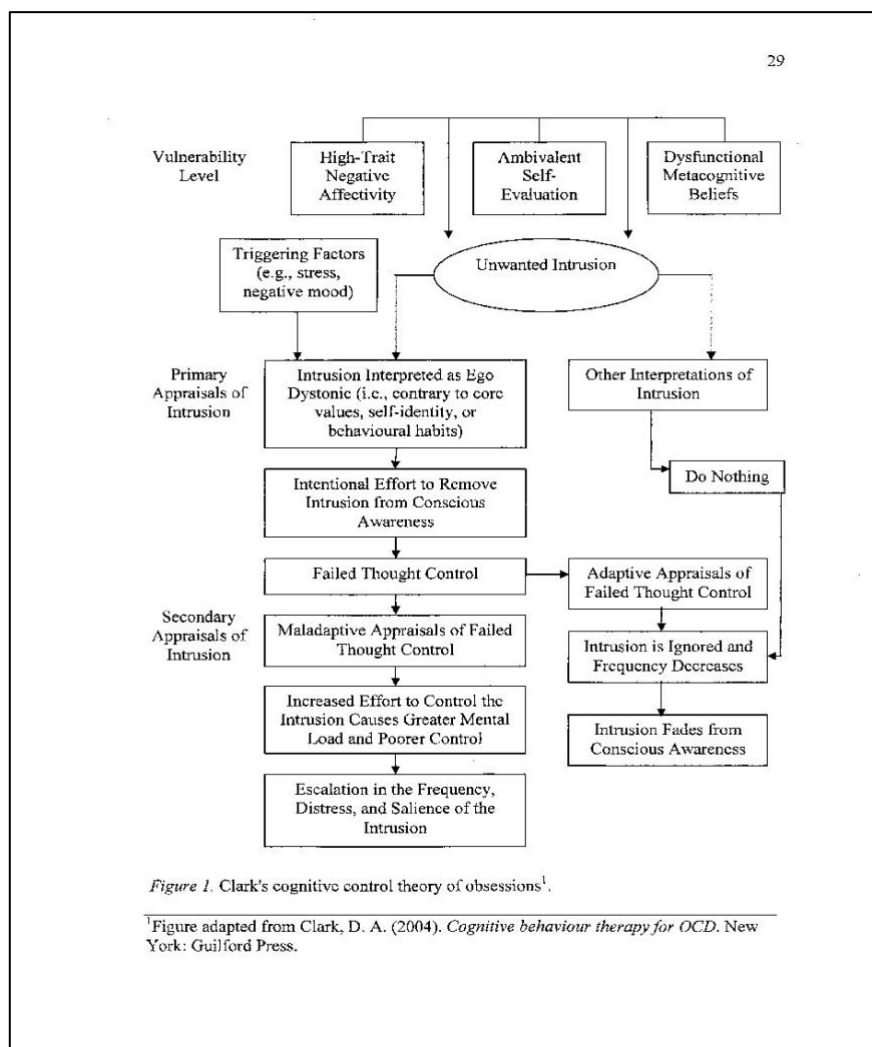 29
Vulnerability
Level
High-Trait
Negative
Affectivity
Ambivalent
Self-
Evaluation
Dysfunctional
Metacognitive
Beliefs
Triggering Factors
(e.g., stress,
negative mood)
Unwanted Intrusion
Primary
Appraisals of
Intrusion
Intrusion Interpreted as Ego
Dystonic (i.e., contrary to core
values, self-identity, or
behavioural habits)
Other Interpretations of
Intrusion
Do Nothing
Intentional Effort to Remove
Intrusion from Conscious
Awareness
Failed Thought Control
Adaptive Appraisals of
Failed Thought Control
Secondary
Appraisals of
Intrusion
Maladaptive Appraisals of Failed
Thought Control
Intrusion is Ignored and
Frequency Decreases
Increased Effort to Control the
Intrusion Causes Greater Mental
Load and Poorer Control
Intrusion Fades from
Conscious Awareness
Escalation in the Frequency,
Distress, and Salience of the
Intrusion
Figure 1. Clark's cognitive control theory of obsessions1.
1Figure adapted from Clark, D. A. (2004). Cognitive behaviour therapy for OCD. New
York: Guilford Press.